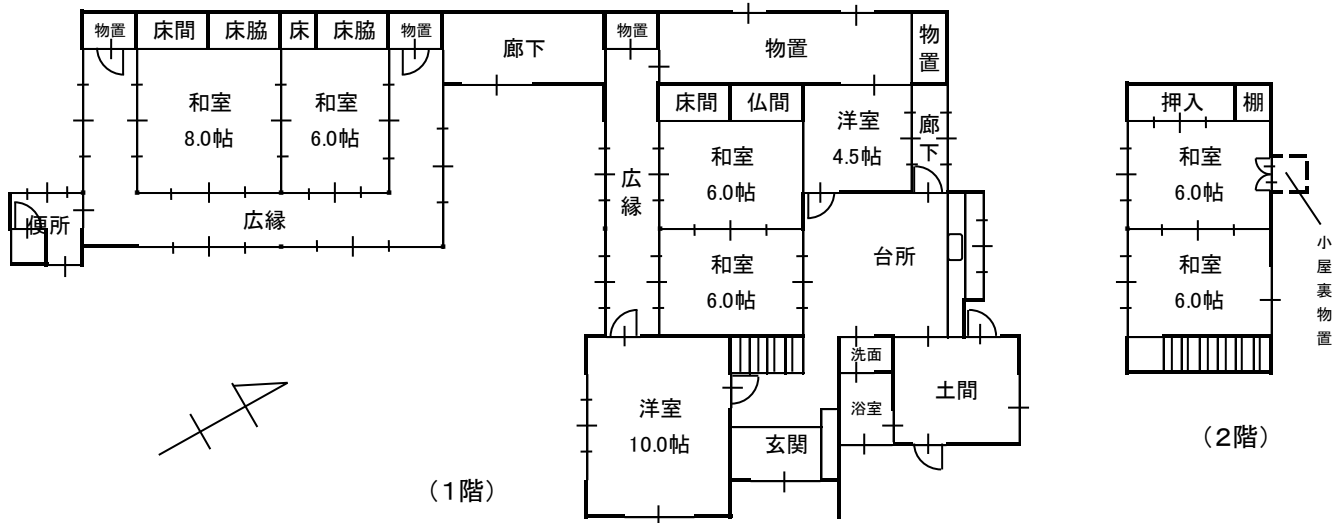 物置
床間
床脇
床
床脇
物置
廊下
物置
物置
物置
和室
8.0帖
和室
6.0帖
床間
仏間
洋室
4.5帖
廊下
和室
6.0帖
広縁
便所
広縁
台所
和室
6.0帖
洗面
浴室
土間
洋室
10.0帖
玄関
(1階)
押入
棚
和室
6.0帖
和室
6.0帖
小屋裏物置
(2階)